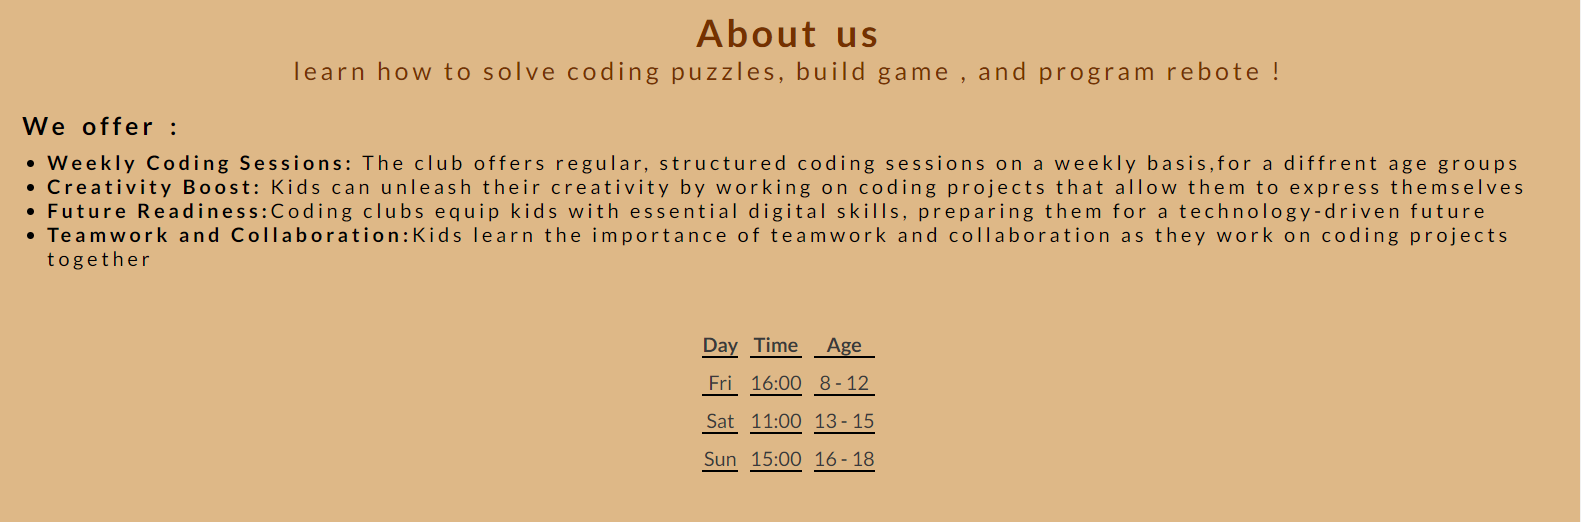 About us
learn how to solve coding puzzles, build game , and program rebote !
We offer :
• Weekly Coding Sessions: The club offers regular, structured coding sessions on a weekly basis,for a diffrent age groups
• Creativity Boost: Kids can unleash their creativity by working on coding projects that allow them to express themselves
• Future Readiness:Coding clubs equip kids with essential digital skills, preparing them for a technology-driven future
• Teamwork and Collaboration:Kids learn the importance of teamwork and collaboration as they work on coding projects
together
Day Time Age
Fri 16:00 8 - 12
Sat 11:00 13 - 15
Sun 15:00 16 - 18